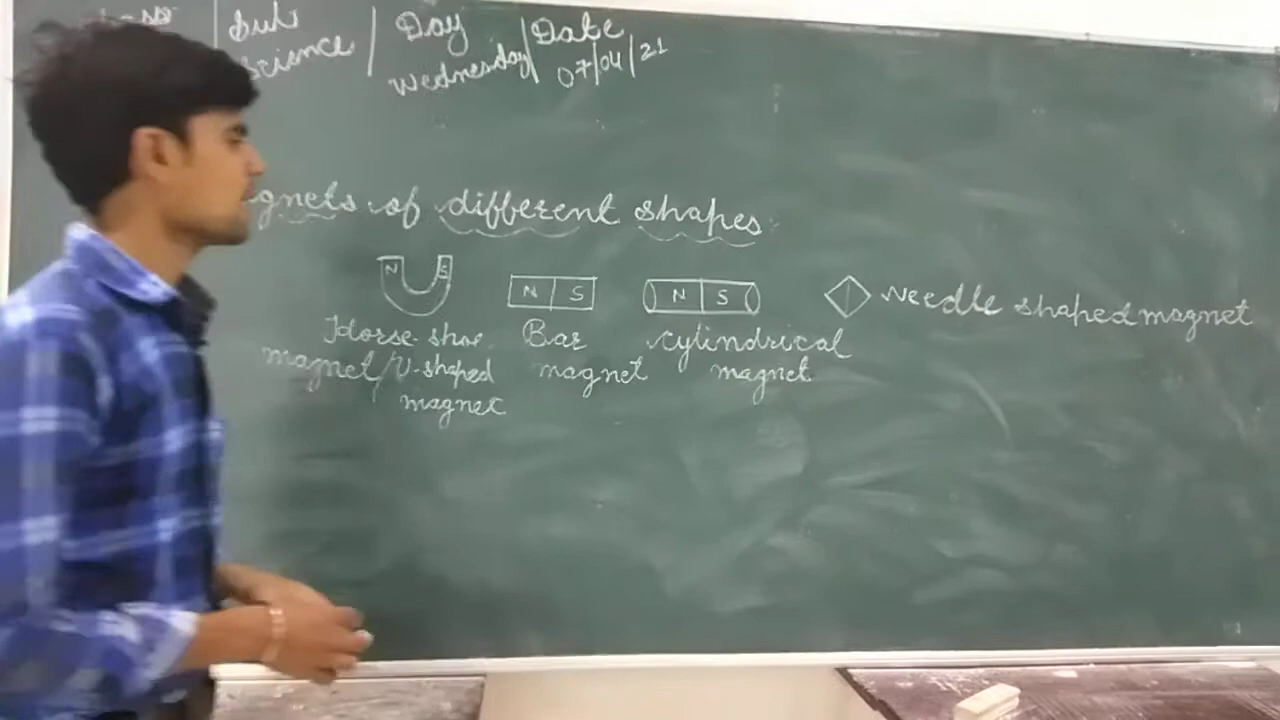 Sub / Day / Date
Science Wednesday 07/04/21
gnets of different shapes:
N S N S N S
Horse-shoe Bar cylindrical Needle shaped magnet
magnet/U-shaped magnet magnet
magnet